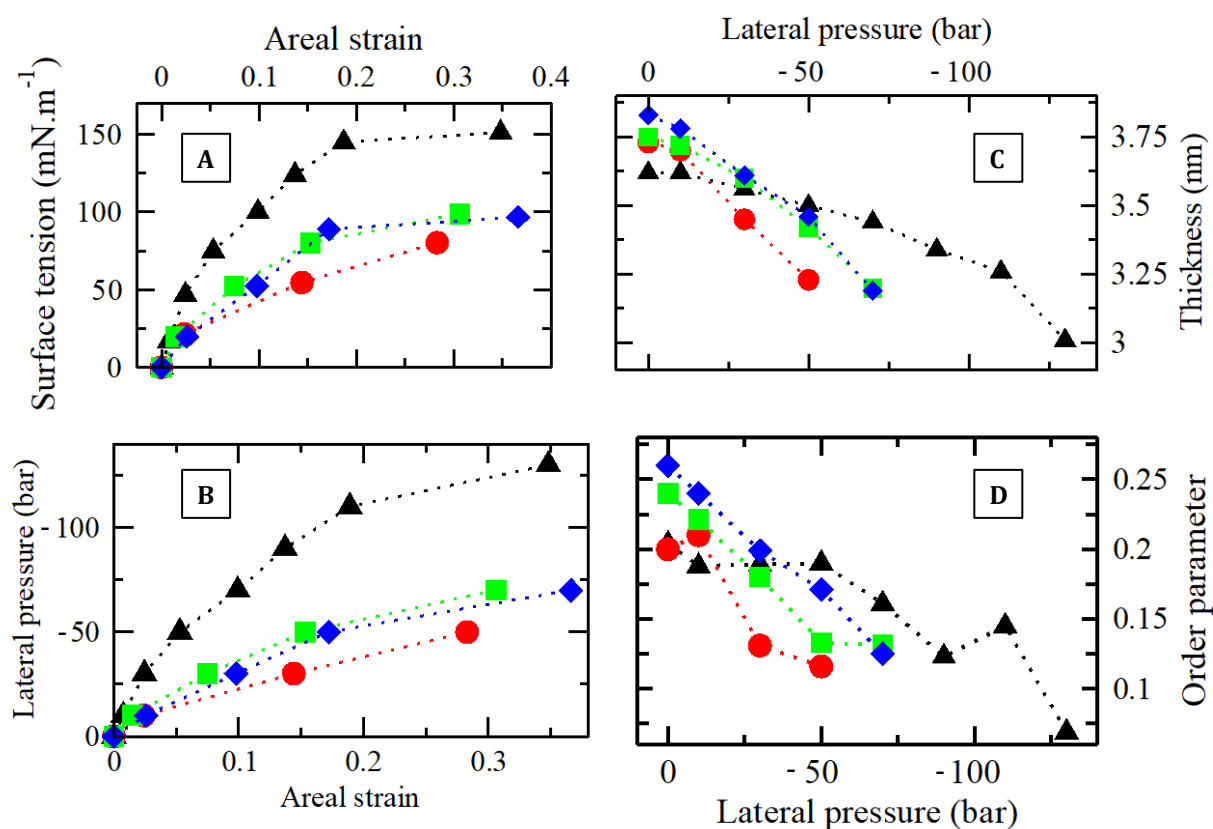 Areal strain
0 0.1 0.2 0.3 0.4
Surface tension (mN.m⁻¹)
150
100
50
0
A
Lateral pressure (bar)
0 - 50 - 100
C
3.75
3.5
3.25
3
Thickness (nm)
Lateral pressure (bar)
- 100
-50
0
B
0 0.1 0.2 0.3
Areal strain
D
0.25
0.2
0.15
0.1
Order parameter
0 - 50 -100
Lateral pressure (bar)